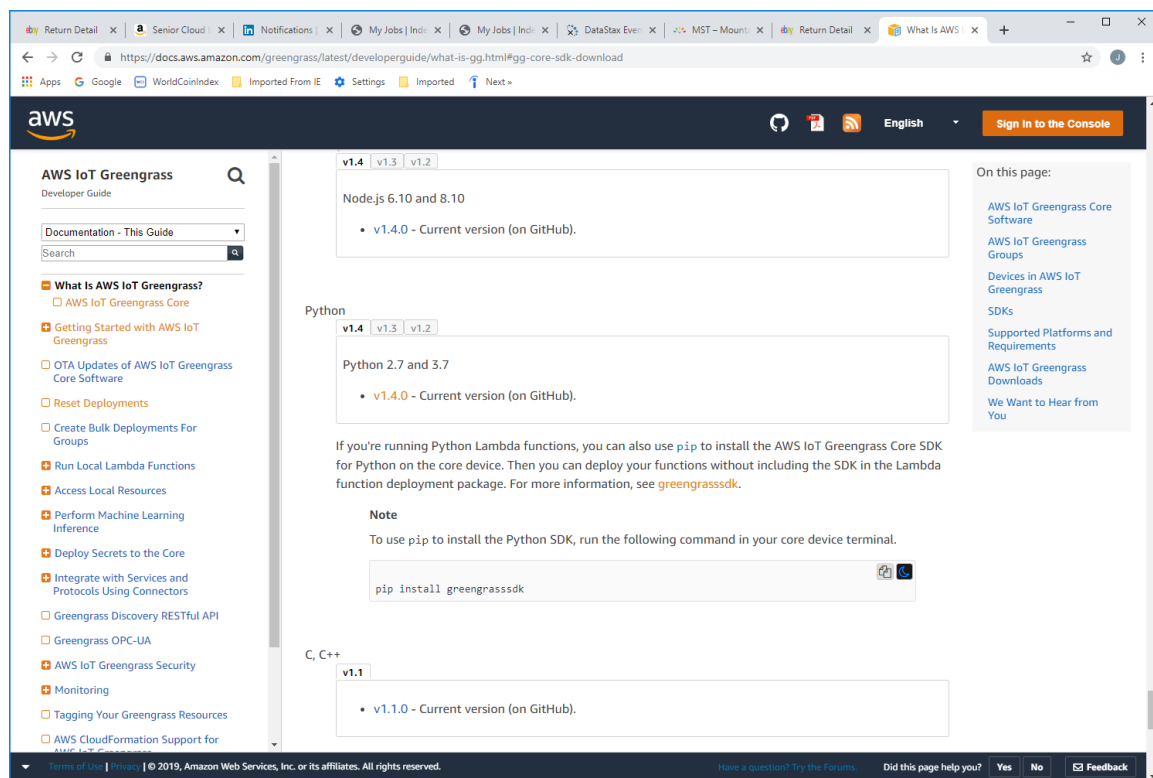 Return Detail
Senior Cloud
Notifications
My Jobs | Inde
My Jobs | Inde
DataStax Even
MST – Mount
Return Detail
What Is AWS
https://docs.aws.amazon.com/greengrass/latest/developerguide/what-is-gg.html#gg-core-sdk-download
J
Apps
Google
WorldCoinIndex
Imported From IE
Settings
Imported
Next »
aws
English
Sign In to the Console
AWS IoT Greengrass
Developer Guide
Documentation - This Guide
Search
What Is AWS IoT Greengrass?
AWS IoT Greengrass Core
Getting Started with AWS IoT
Greengrass
OTA Updates of AWS IoT Greengrass
Core Software
Reset Deployments
Create Bulk Deployments For
Groups
Run Local Lambda Functions
Access Local Resources
Perform Machine Learning
Inference
Deploy Secrets to the Core
Integrate with Services and
Protocols Using Connectors
Greengrass Discovery RESTful API
Greengrass OPC-UA
AWS IoT Greengrass Security
Monitoring
Tagging Your Greengrass Resources
AWS CloudFormation Support for
AWS IoT Greengrass
v1.4 v1.3 v1.2
Node.js 6.10 and 8.10
• v1.4.0 - Current version (on GitHub).
Python
v1.4 v1.3 v1.2
Python 2.7 and 3.7
• v1.4.0 - Current version (on GitHub).
If you're running Python Lambda functions, you can also use pip to install the AWS IoT Greengrass Core SDK
for Python on the core device. Then you can deploy your functions without including the SDK in the Lambda
function deployment package. For more information, see greengrasssdk.
Note
To use pip to install the Python SDK, run the following command in your core device terminal.
pip install greengrasssdk
C, C++
v1.1
• v1.1.0 - Current version (on GitHub).
On this page:
AWS IoT Greengrass Core
Software
AWS IoT Greengrass
Groups
Devices in AWS IoT
Greengrass
SDKs
Supported Platforms and
Requirements
AWS IoT Greengrass
Downloads
We Want to Hear from
You
Terms of Use | Privacy | © 2019, Amazon Web Services, Inc. or its affiliates. All rights reserved.
Have a question? Try the Forums.
Did this page help you?
Yes
No
Feedback